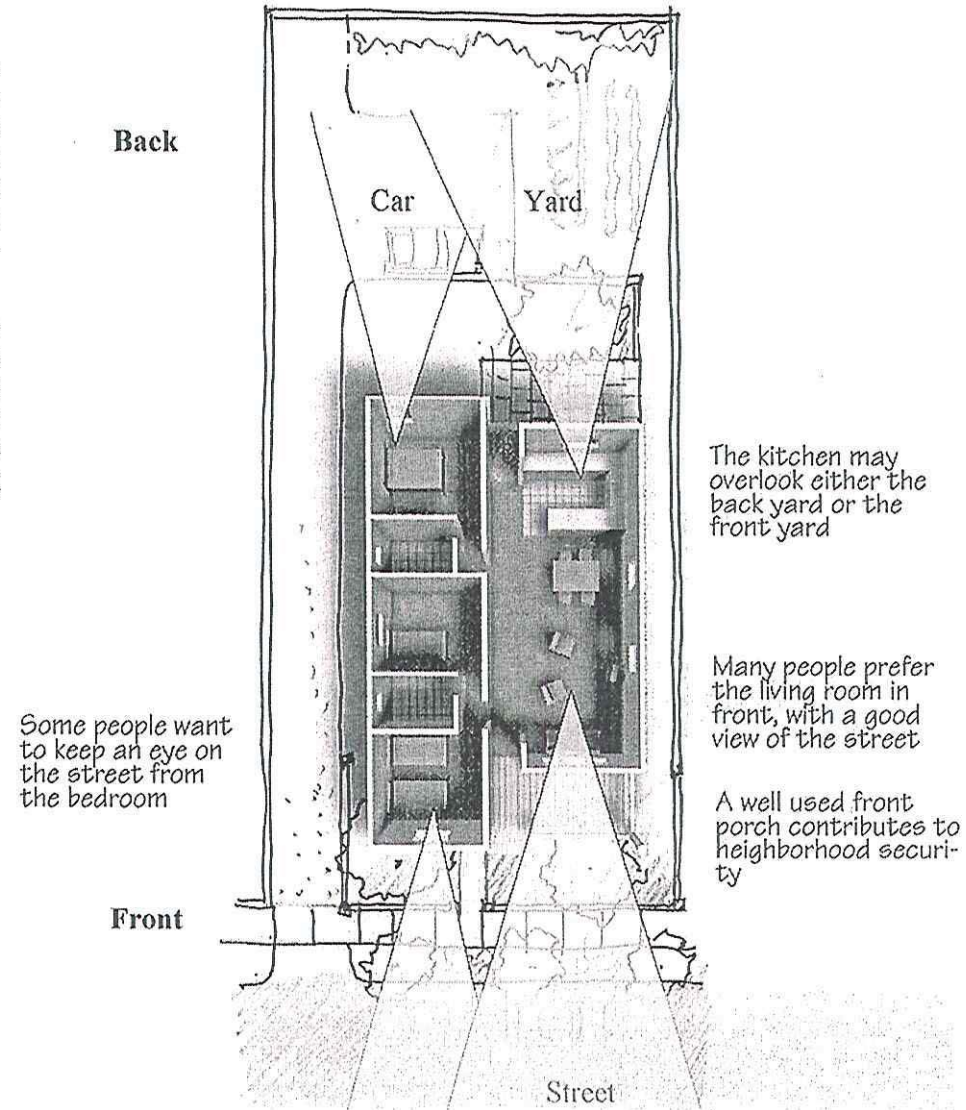 Back
Car
Yard
The kitchen may
overlook either the
back yard or the
front yard
Many people prefer
the living room in
front, with a good
view of the street
Some people want
to keep an eye on
the street from
the bedroom
A well used front
porch contributes to
neighborhood securi-
ty
Front
Street